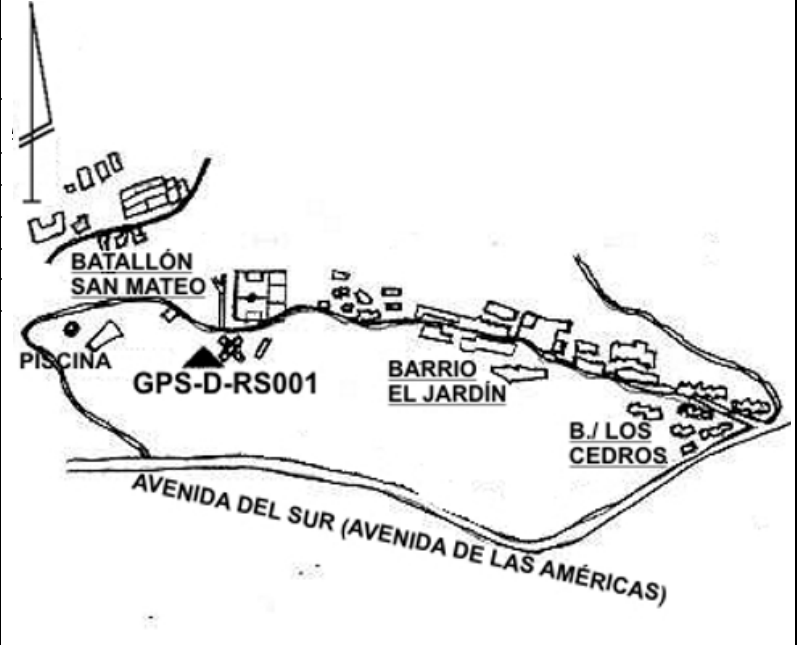 BATALLÓN
SAN MATEO
PISCINA
GPS-D-RS001
BARRIO
EL JARDÍN
B./ LOS
CEDROS
AVENIDA DEL SUR (AVENIDA DE LAS AMÉRICAS)